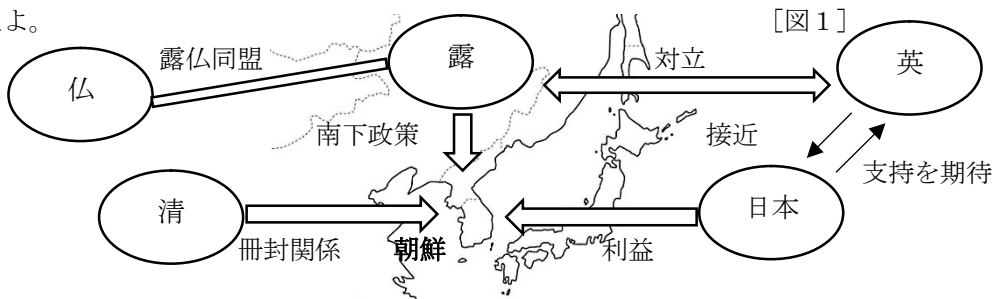 よ。
［図１］
仏
露仏同盟
露
対立
英
南下政策
接近
支持を期待
清
日本
冊封関係
朝鮮
利益